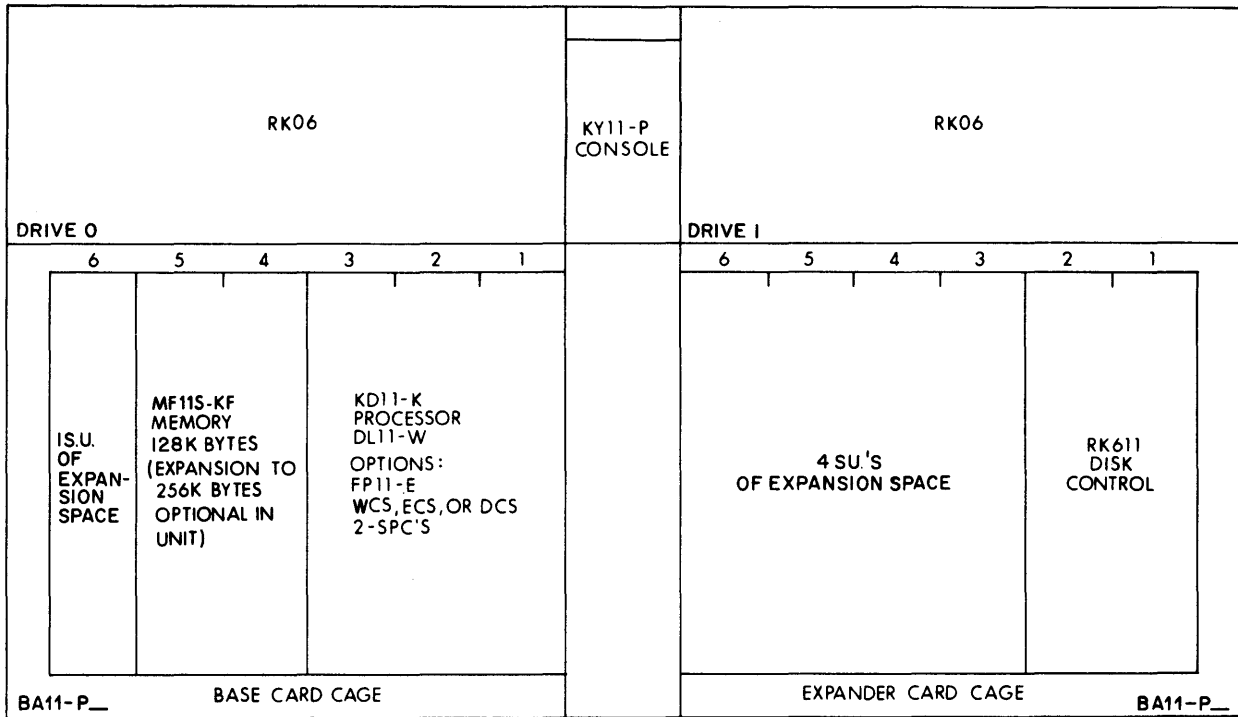 RK06
DRIVE 0
KY11-P
CONSOLE
RK06
DRIVE 1
6 5 4 3 2 1
1S.U.
OF
EXPAN-
SION
SPACE
MF11S-KF
MEMORY
128K BYTES
(EXPANSION TO
256K BYTES
OPTIONAL IN
UNIT)
KD11-K
PROCESSOR
DL11-W
OPTIONS:
FP11-E
WCS, ECS, OR DCS
2-SPC'S
BASE CARD CAGE
BA11-P__
6 5 4 3 2 1
4 SU.'S
OF EXPANSION SPACE
RK611
DISK
CONTROL
EXPANDER CARD CAGE
BA11-P__